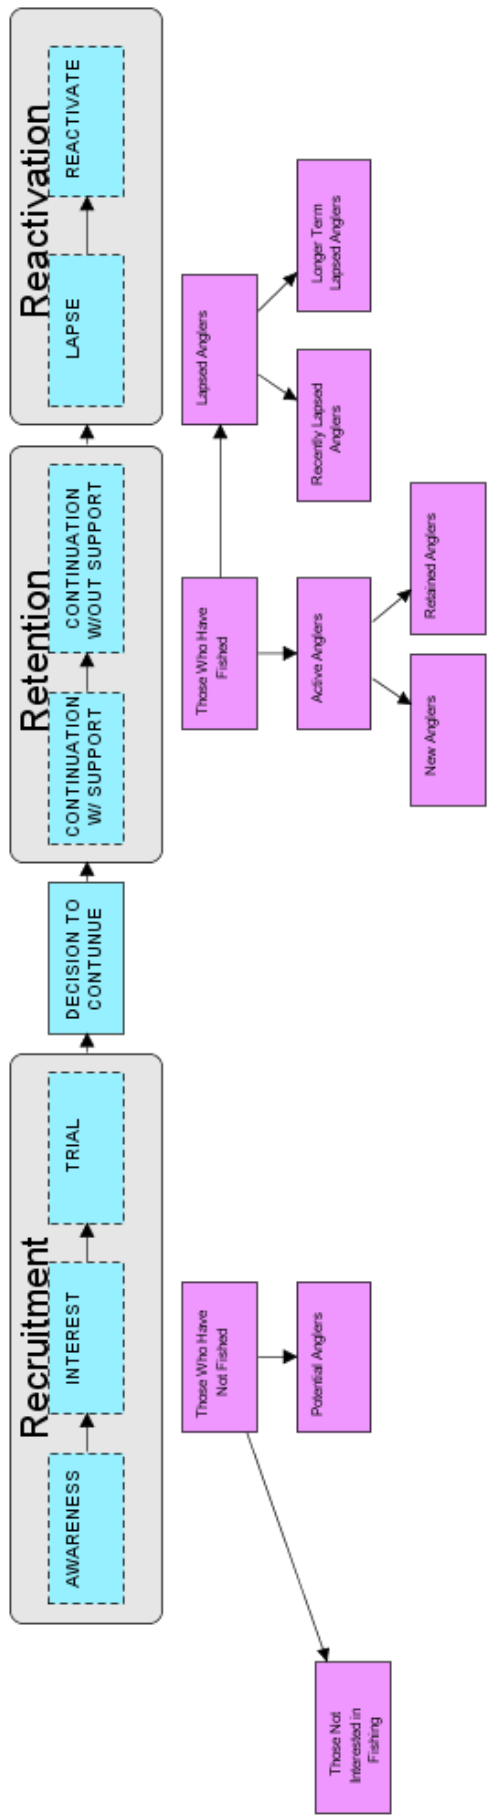 Recruitment
AWARENESS
INTEREST
TRIAL
DECISION TO
CONTUNUE
Retention
CONTINUATION
W/ SUPPORT
CONTINUATION
W/OUT SUPPORT
Reactivation
LAPSE
REACTIVATE
Those Who Have
Not Fished
Those Who Have
Fished
Lapsed Anglers
Those Not
Interested in
Fishing
Potential Anglers
Active Anglers
Recently Lapsed
Anglers
Longer Term
Lapsed Anglers
New Anglers
Retained Anglers